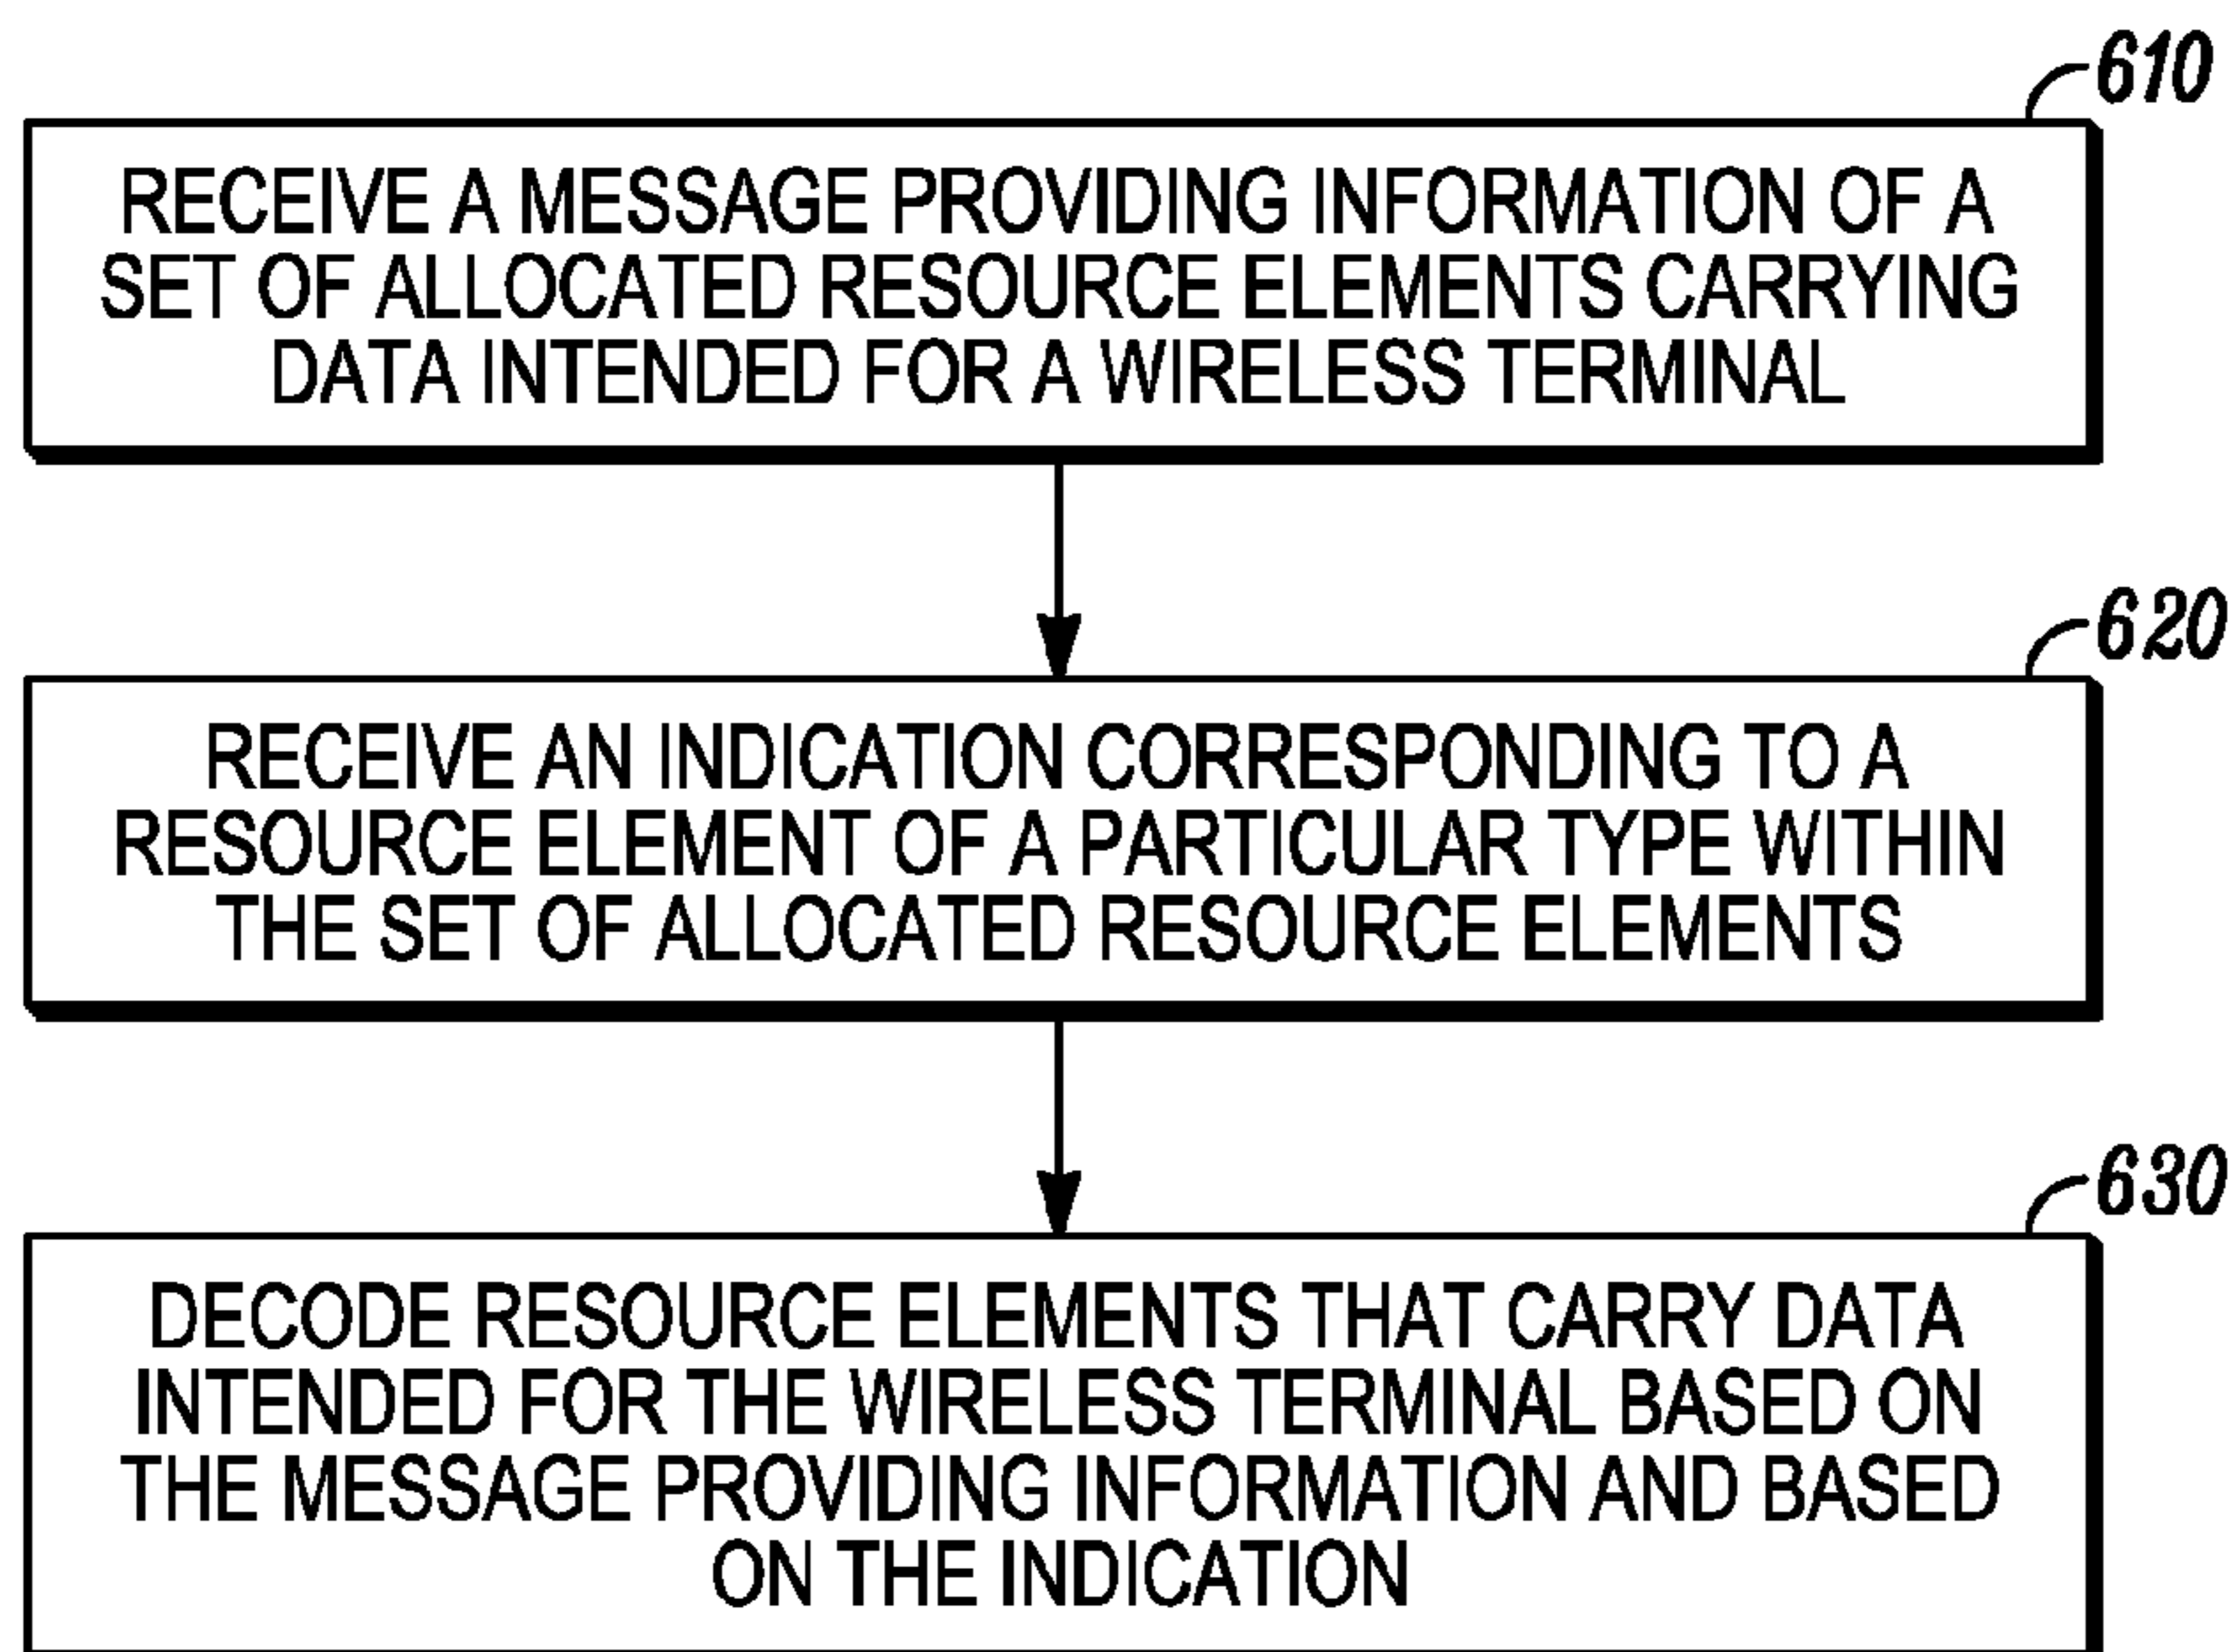 610
RECEIVE A MESSAGE PROVIDING INFORMATION OF A
SET OF ALLOCATED RESOURCE ELEMENTS CARRYING
DATA INTENDED FOR A WIRELESS TERMINAL
620
RECEIVE AN INDICATION CORRESPONDING TO A
RESOURCE ELEMENT OF A PARTICULAR TYPE WITHIN
THE SET OF ALLOCATED RESOURCE ELEMENTS
630
DECODE RESOURCE ELEMENTS THAT CARRY DATA
INTENDED FOR THE WIRELESS TERMINAL BASED ON
THE MESSAGE PROVIDING INFORMATION AND BASED
ON THE INDICATION